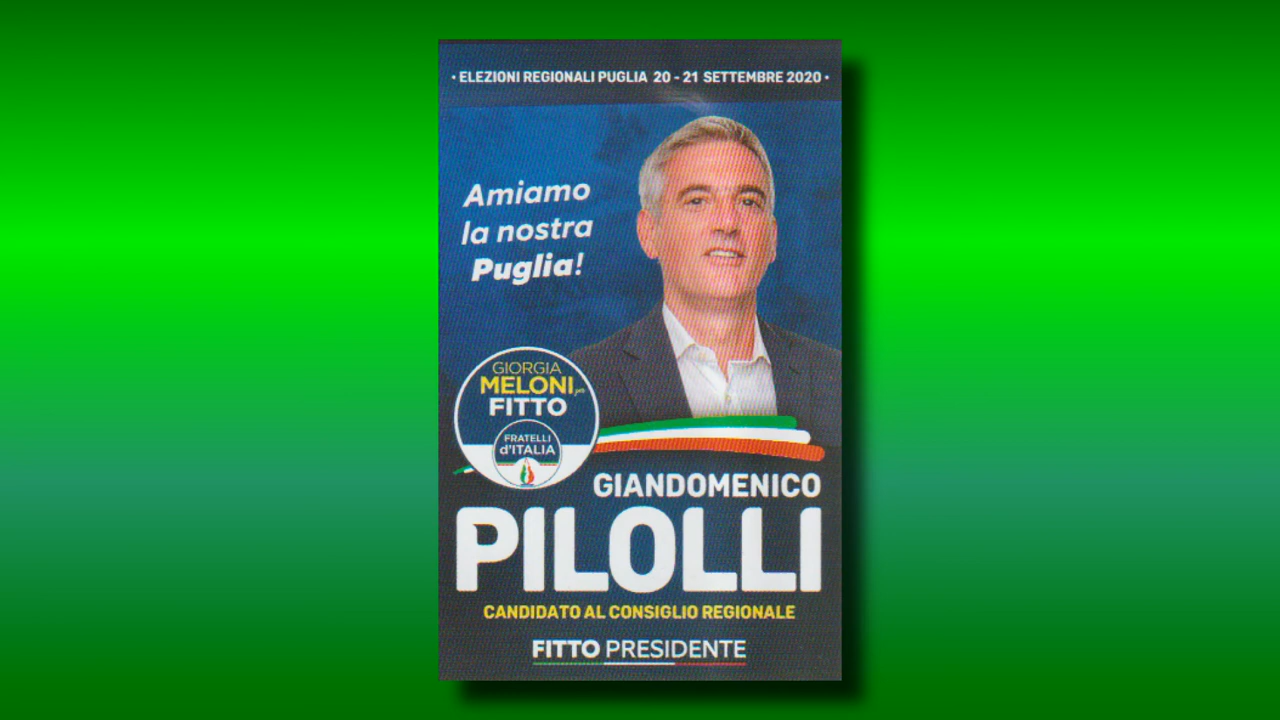 • ELEZIONI REGIONALI PUGLIA 20 - 21 SETTEMBRE 2020 •
Amiamo
la nostra
Puglia!
GIORGIA
MELONI per
FITTO
FRATELLI
d'ITALIA
GIANDOMENICO
PILOLLI
CANDIDATO AL CONSIGLIO REGIONALE
FITTO PRESIDENTE